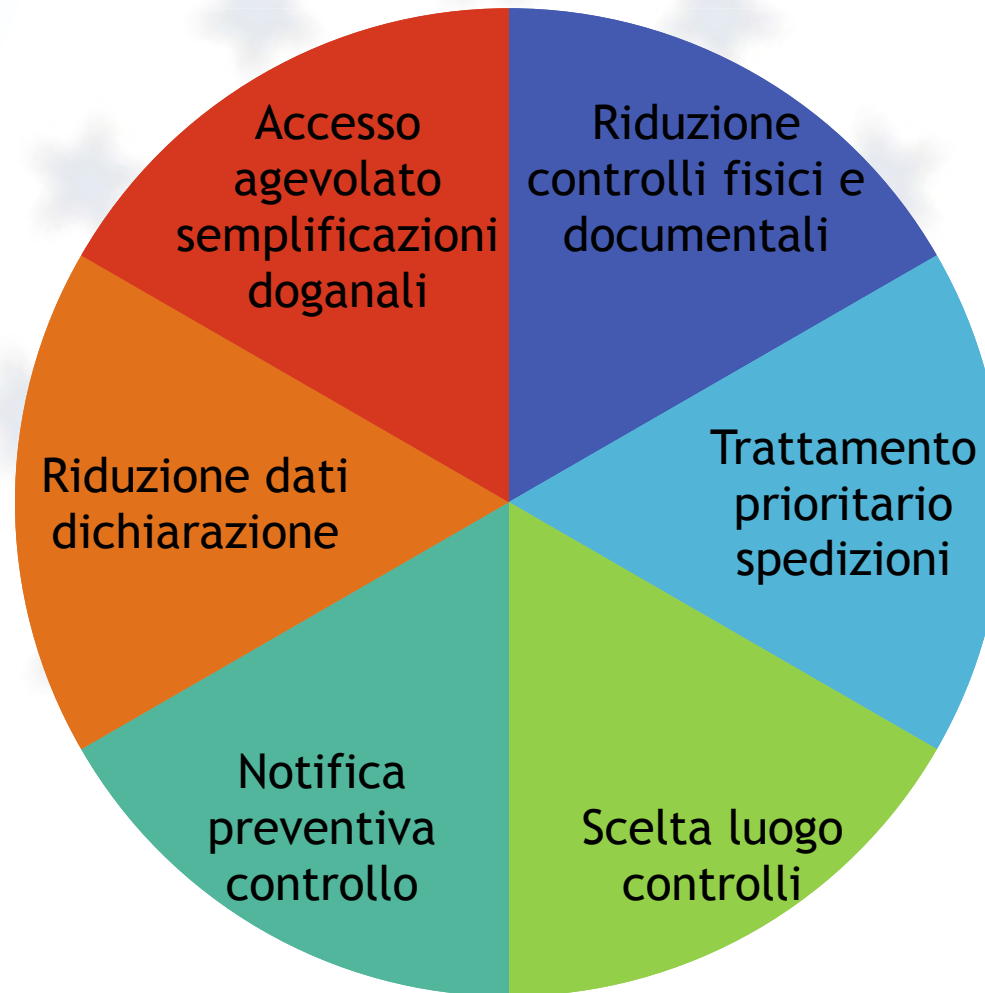 Accesso
agevolato
semplificazioni
doganali
Riduzione
controlli fisici e
documentali
Trattamento
prioritario
spedizioni
Scelta luogo
controlli
Notifica
preventiva
controllo
Riduzione dati
dichiarazione